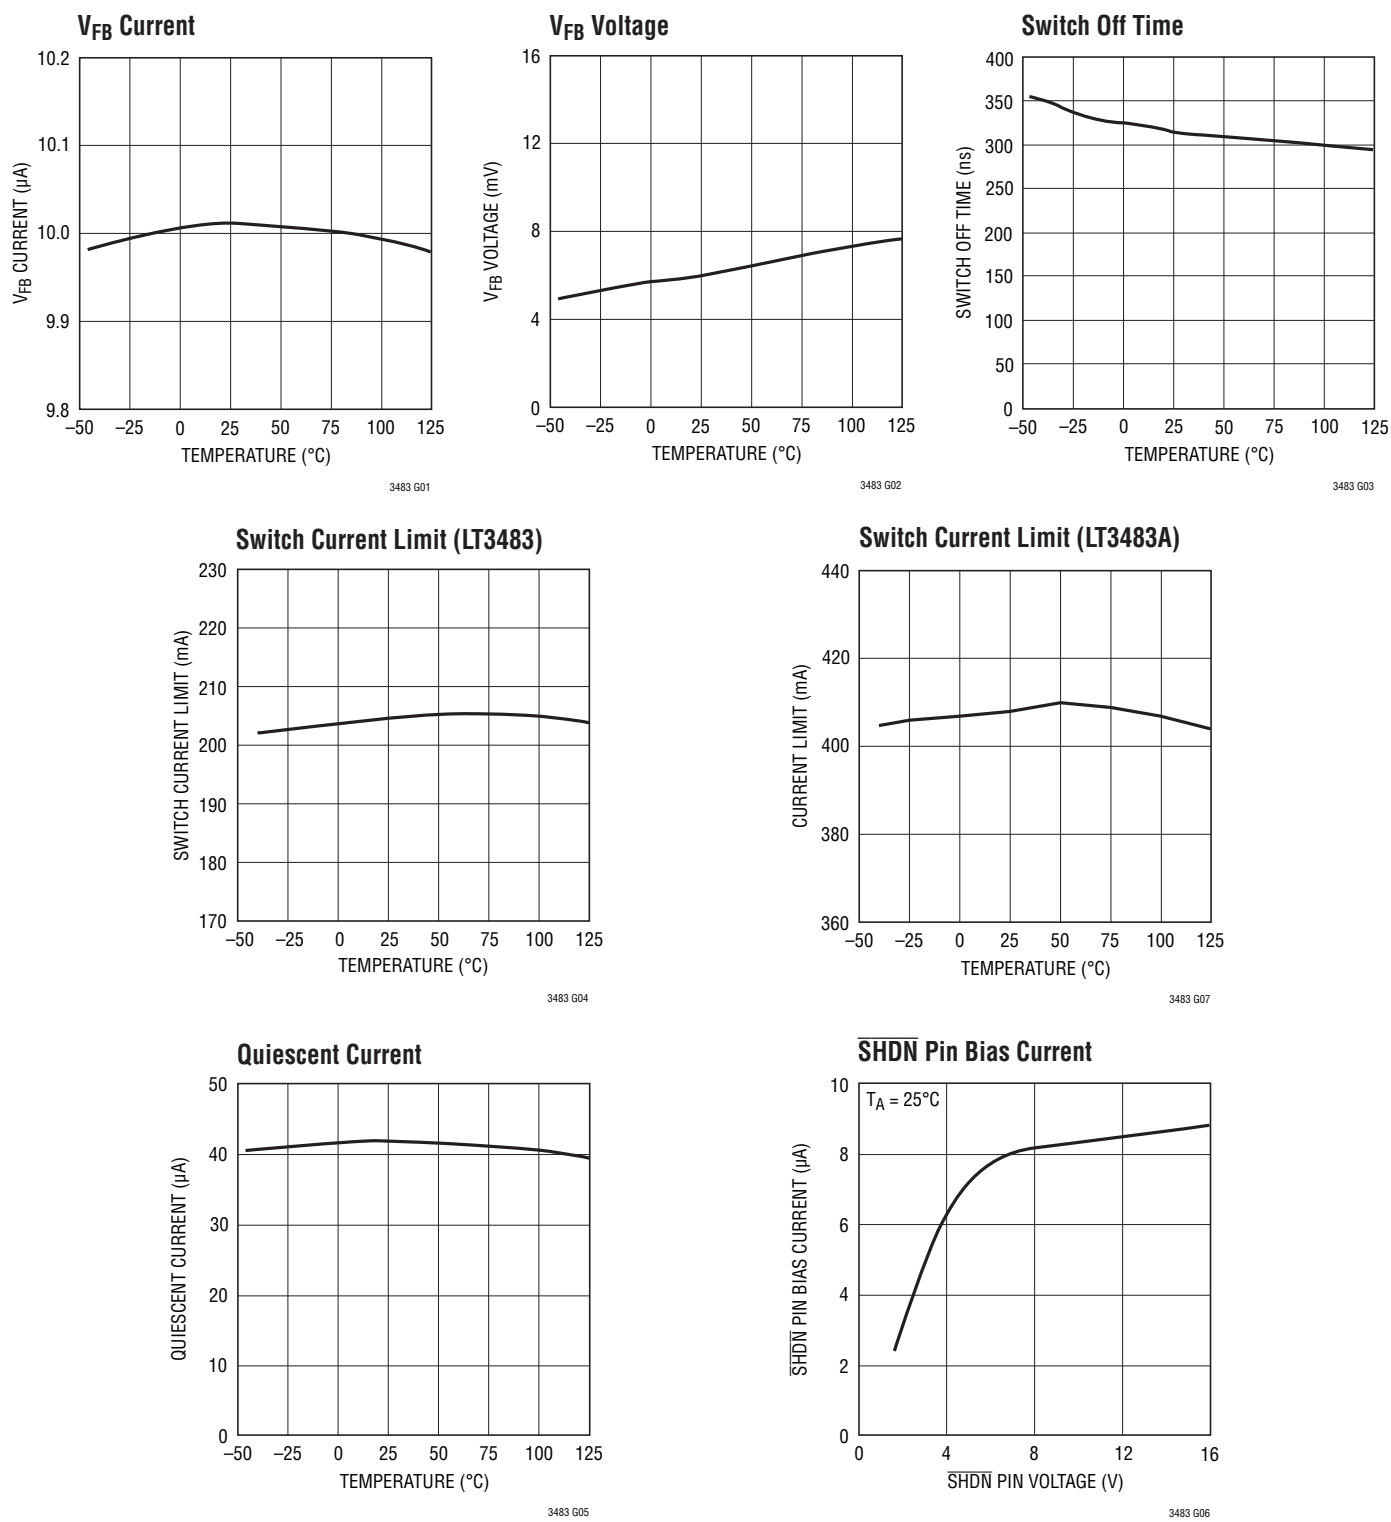 VFB Current
10.2
10.1
10.0
9.9
9.8
VFB CURRENT (µA)
–50 –25 0 25 50 75 100 125
TEMPERATURE (°C)
3483 G01
VFB Voltage
16
12
8
4
0
VFB VOLTAGE (mV)
–50 –25 0 25 50 75 100 125
TEMPERATURE (°C)
3483 G02
Switch Off Time
400
350
300
250
200
150
100
50
0
SWITCH OFF TIME (ns)
–50 –25 0 25 50 75 100 125
TEMPERATURE (°C)
3483 G03
Switch Current Limit (LT3483)
230
220
210
200
190
180
170
SWITCH CURRENT LIMIT (mA)
–50 –25 0 25 50 75 100 125
TEMPERATURE (°C)
3483 G04
Switch Current Limit (LT3483A)
440
420
400
380
360
CURRENT LIMIT (mA)
–50 –25 0 25 50 75 100 125
TEMPERATURE (°C)
3483 G07
Quiescent Current
50
40
30
20
10
0
QUIESCENT CURRENT (µA)
–50 –25 0 25 50 75 100 125
TEMPERATURE (°C)
3483 G05
SHDN Pin Bias Current
TA = 25°C
10
8
6
4
2
0
SHDN PIN BIAS CURRENT (µA)
0 4 8 12 16
SHDN PIN VOLTAGE (V)
3483 G06